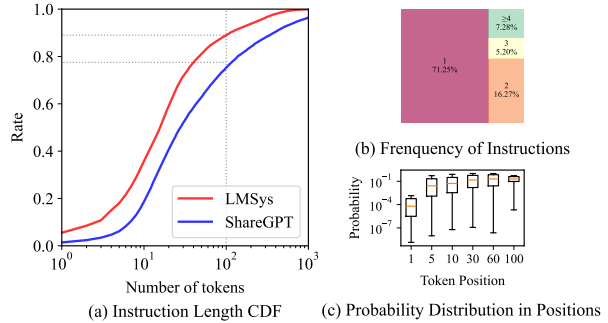 1.0
0.8
0.6
0.4
0.2
0.0
Rate
LMSys
ShareGPT
10^0
10^1
10^2
10^3
Number of tokens
(a) Instruction Length CDF
1
71.25%
≥4
7.28%
3
5.20%
2
16.27%
(b) Frenquency of Instructions
Probability
10^-1
10^-4
10^-7
1 5 10 30 60 100
Token Position
(c) Probability Distribution in Positions